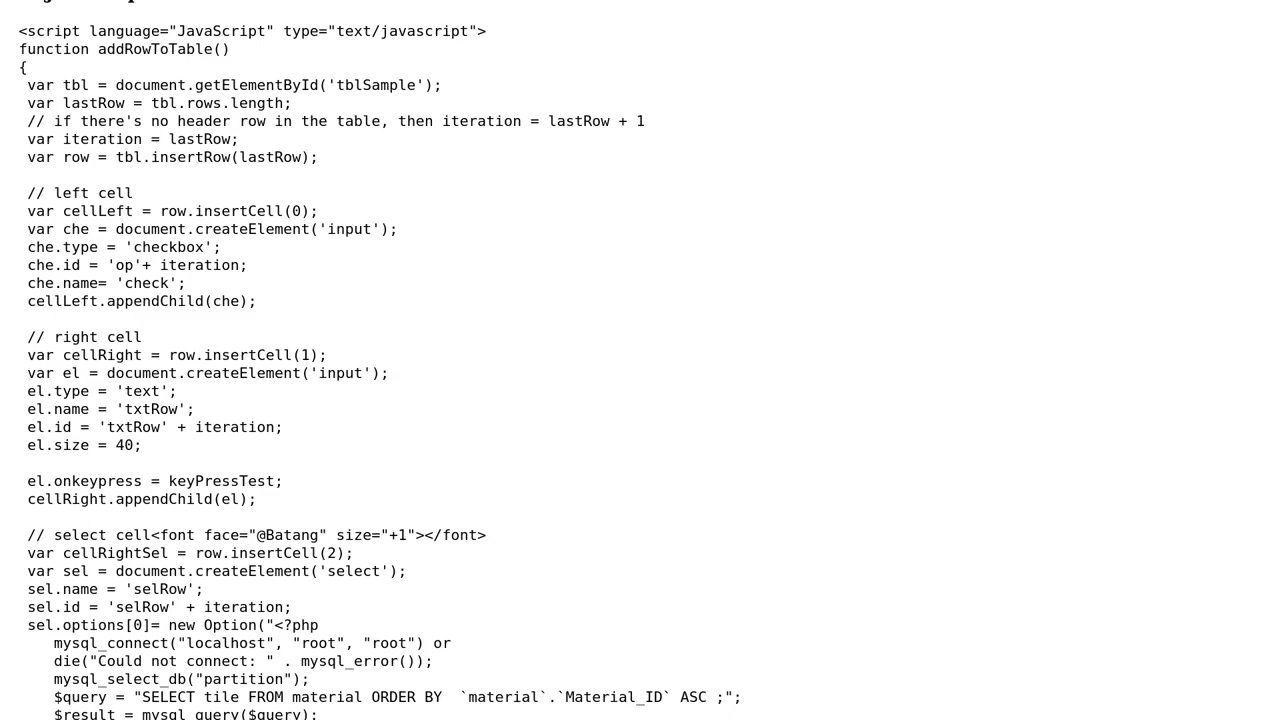 <script language="JavaScript" type="text/javascript">
function addRowToTable()
{
 var tbl = document.getElementById('tblSample');
 var lastRow = tbl.rows.length;
 // if there's no header row in the table, then iteration = lastRow + 1
 var iteration = lastRow;
 var row = tbl.insertRow(lastRow);

 // left cell
 var cellLeft = row.insertCell(0);
 var che = document.createElement('input');
 che.type = 'checkbox';
 che.id = 'op'+ iteration;
 che.name= 'check';
 cellLeft.appendChild(che);

 // right cell
 var cellRight = row.insertCell(1);
 var el = document.createElement('input');
 el.type = 'text';
 el.name = 'txtRow';
 el.id = 'txtRow' + iteration;
 el.size = 40;

 el.onkeypress = keyPressTest;
 cellRight.appendChild(el);

 // select cell<font face="@Batang" size="+1"></font>
 var cellRightSel = row.insertCell(2);
 var sel = document.createElement('select');
 sel.name = 'selRow';
 sel.id = 'selRow' + iteration;
 sel.options[0]= new Option("<?php
    mysql_connect("localhost", "root", "root") or
    die("Could not connect: " . mysql_error());
    mysql_select_db("partition");
    $query = "SELECT tile FROM material ORDER BY  `material`.`Material_ID` ASC ;";
    $result = mysql_query($query);